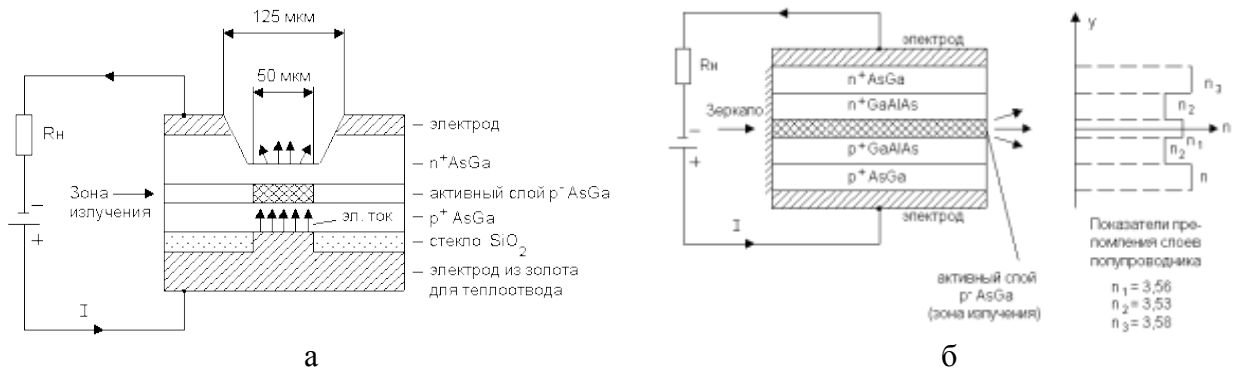 125 мкм
50 мкм
Rн
электрод
n⁺AsGa
Зона
излучения
активный слой p⁻AsGa
эл. ток
p⁺ AsGa
стекло SiO₂
электрод из золота
для теплоотвода
I
−
+
а
электрод
Rн
n⁺AsGa
n⁺GaAlAs
Зеркало
p⁺GaAlAs
p⁺AsGa
электрод
I
−
+
активный слой
p⁻ AsGa
(зона излучения)
y
n₃
n₂
n
n₁
n₂
n
Показатели пре-
ломления слоев
полупроводника
n₁ = 3,56
n₂ = 3,53
n₃ = 3,58
б